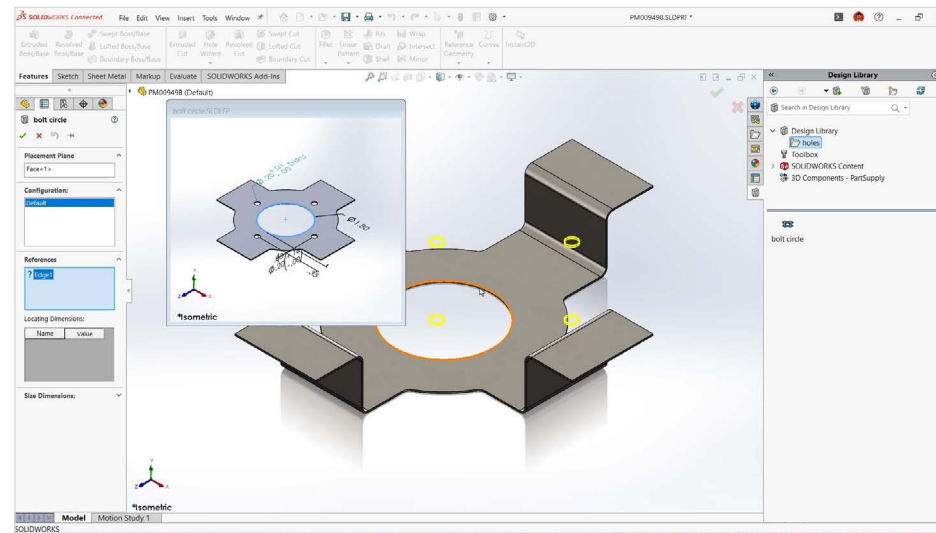 3S SOLIDWORKS Connected File Edit View Insert Tools Window PM009498.SLDPRT *
Extruded Boss/Base Revolved Boss/Base Swept Boss/Base Extruded Cut Hole Wizard Revolved Cut Swept Cut Fillet Linear Pattern Rib Wrap Reference Geometry Curves Instant3D
Lofted Boss/Base Lofted Cut Draft Intersect
Boundary Boss/Base Boundary Cut Shell Mirror
Features Sketch Sheet Metal Markup Evaluate SOLIDWORKS Add-Ins Design Library
PM009498 (Default)
bolt circle
bolt circle.SLDLFP
Search in Design Library
Design Library
holes
Toolbox
SOLIDWORKS Content
3D Components - PartSupply
Placement Plane
Face<1>
Configuration:
Default
References
? Edge1
Locating Dimensions:
Name value
Size Dimensions:
Ø1.80
*Isometric
bolt circle
*Isometric
Model Motion Study 1
SOLIDWORKS